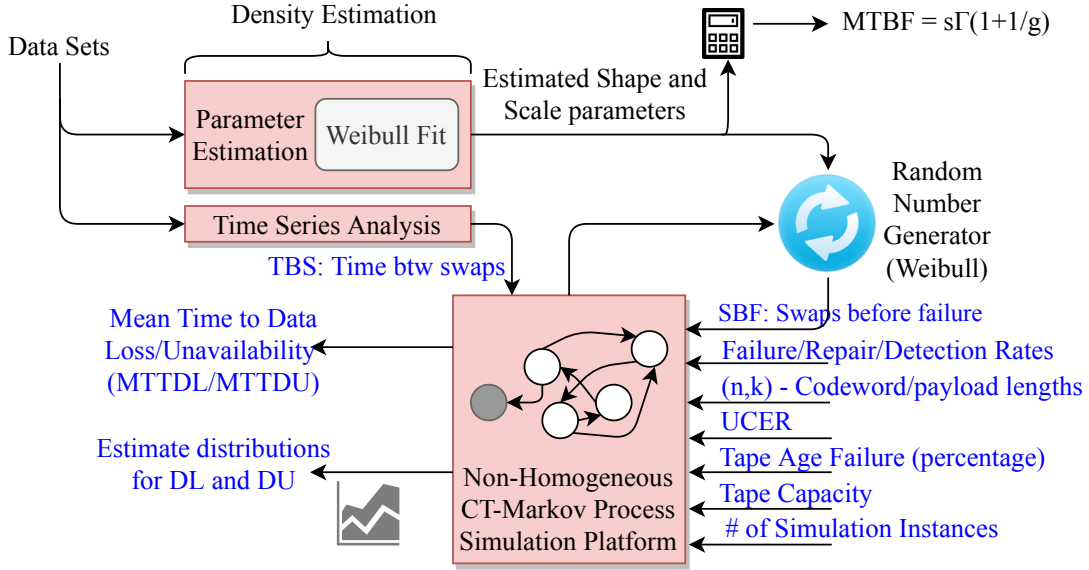 Density Estimation
MTBF = sΓ(1+1/g)
Data Sets
Parameter
Estimation
Weibull Fit
Estimated Shape and
Scale parameters
Random
Number
Generator
(Weibull)
Time Series Analysis
TBS: Time btw swaps
Mean Time to Data
Loss/Unavailability
(MTTDL/MTTDU)
Estimate distributions
for DL and DU
Non-Homogeneous
CT-Markov Process
Simulation Platform
SBF: Swaps before failure
Failure/Repair/Detection Rates
(n,k) - Codeword/payload lengths
UCER
Tape Age Failure (percentage)
Tape Capacity
# of Simulation Instances